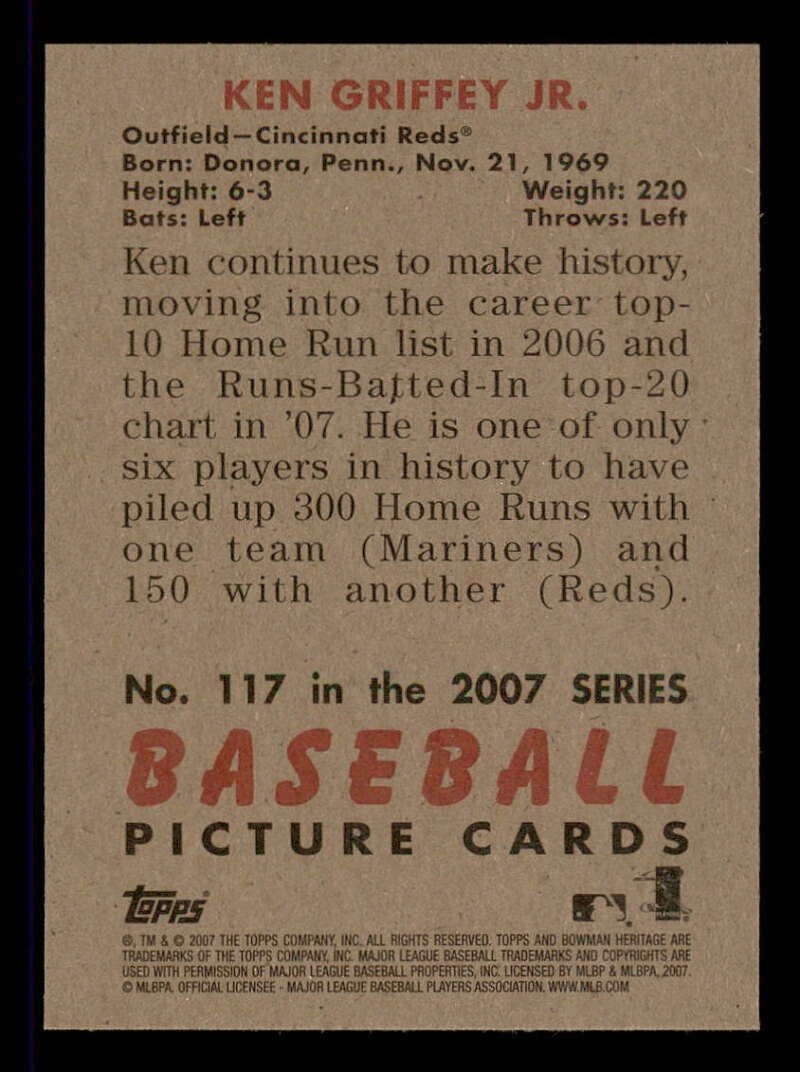 KEN GRIFFEY JR.
Outfield—Cincinnati Reds®
Born: Donora, Penn., Nov. 21, 1969
Height: 6-3 Weight: 220
Bats: Left Throws: Left
Ken continues to make history,
moving into the career top-
10 Home Run list in 2006 and
the Runs-Batted-In top-20
chart in '07. He is one of only
six players in history to have
piled up 300 Home Runs with
one team (Mariners) and
150 with another (Reds).
No. 117 in the 2007 SERIES
BASEBALL
PICTURE CARDS
topps
®, TM & © 2007 THE TOPPS COMPANY, INC. ALL RIGHTS RESERVED. TOPPS AND BOWMAN HERITAGE ARE
TRADEMARKS OF THE TOPPS COMPANY, INC. MAJOR LEAGUE BASEBALL TRADEMARKS AND COPYRIGHTS ARE
USED WITH PERMISSION OF MAJOR LEAGUE BASEBALL PROPERTIES, INC. LICENSED BY MLBP & MLBPA, 2007.
© MLBPA. OFFICIAL LICENSEE - MAJOR LEAGUE BASEBALL PLAYERS ASSOCIATION. WWW.MLB.COM